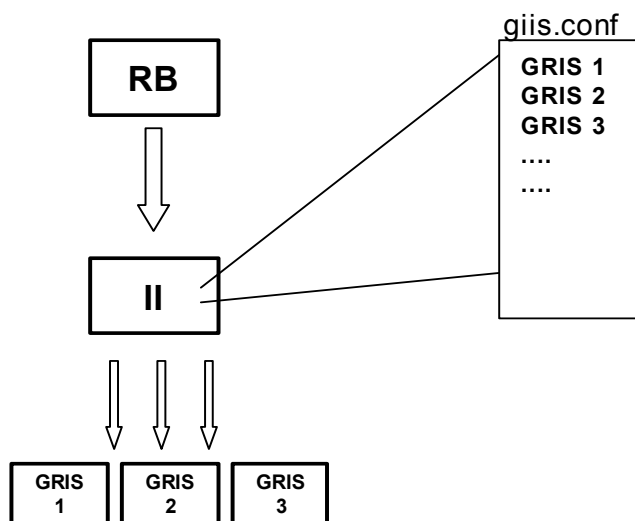 giis.conf
RB
GRIS 1
GRIS 2
GRIS 3
....
....
II
GRIS
1
GRIS
2
GRIS
3